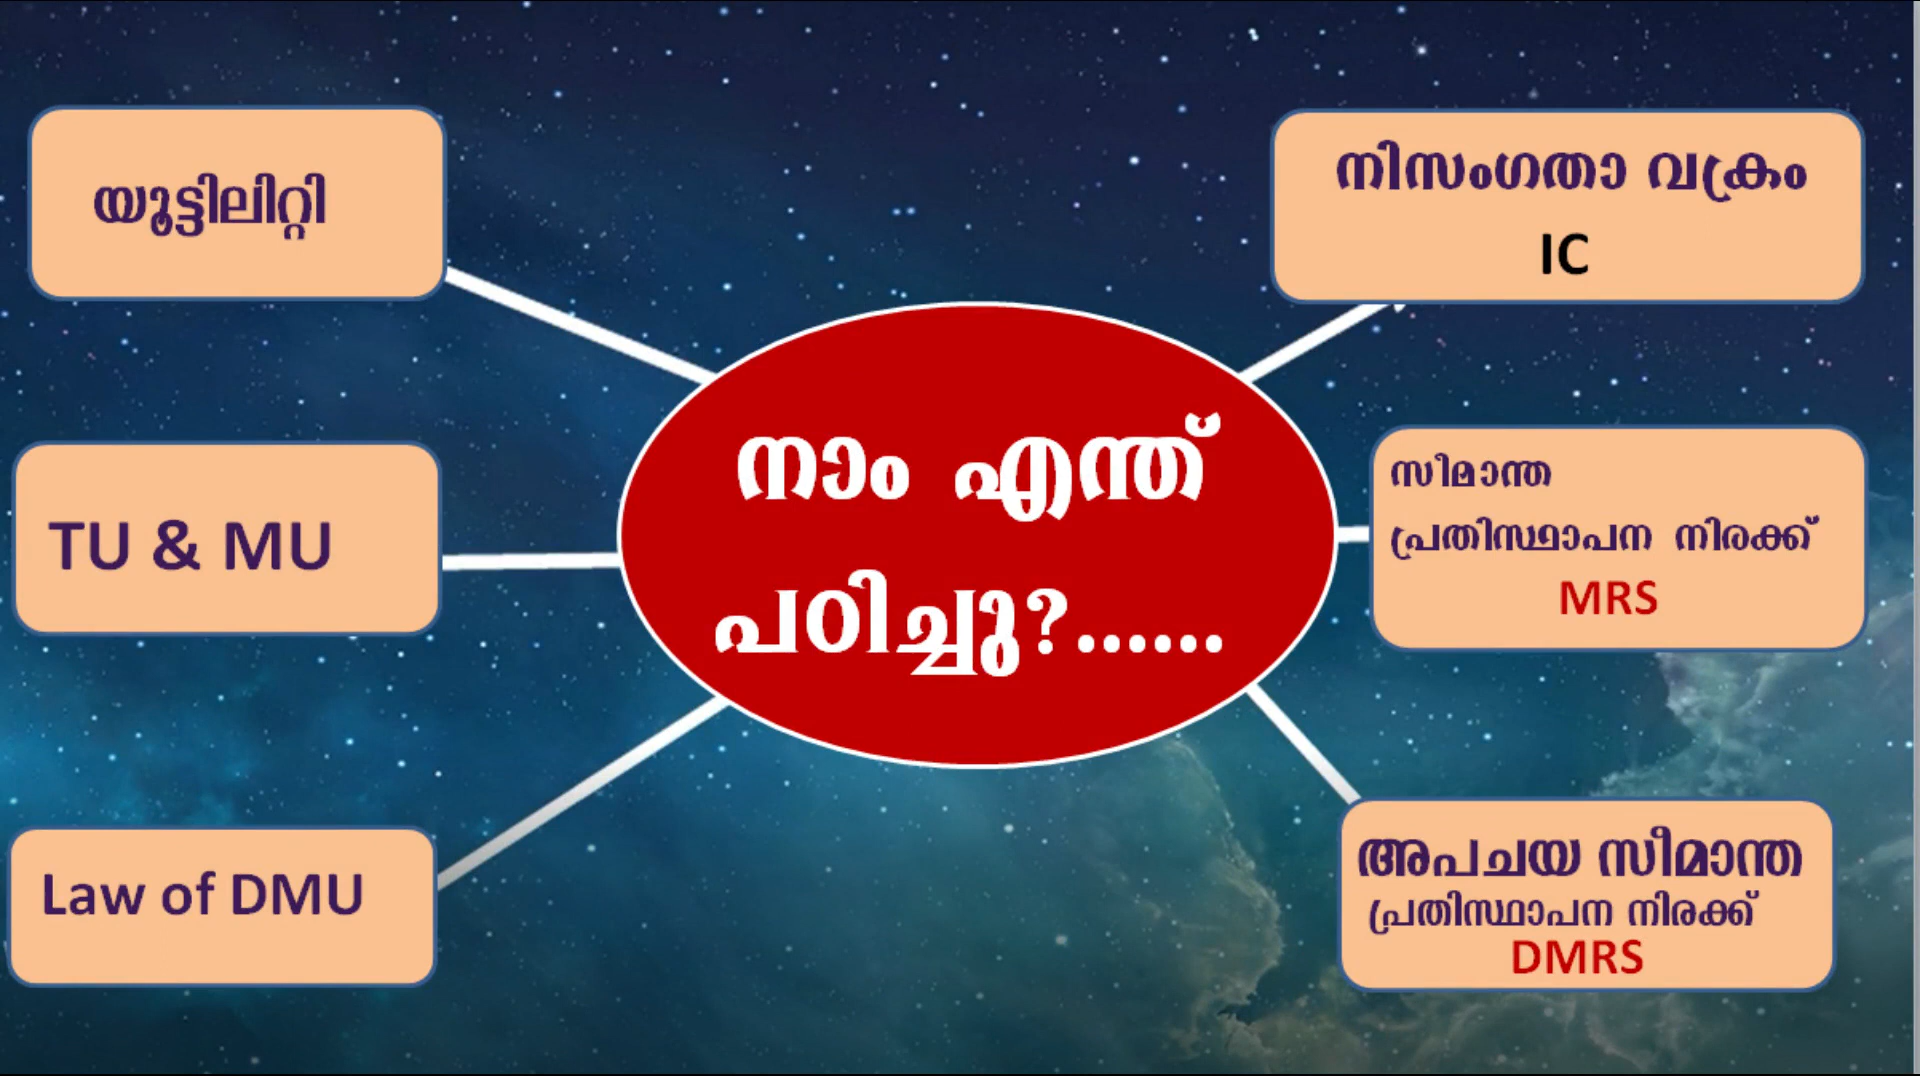 യൂട്ടിലിറ്റി
TU & MU
Law of DMU
നാം എന്ത്
പഠിച്ചു?......
നിസംഗതാ വക്രം
IC
സീമാന്ത
പ്രതിസ്ഥാപന നിരക്ക്
MRS
അപചയ സീമാന്ത
പ്രതിസ്ഥാപന നിരക്ക്
DMRS